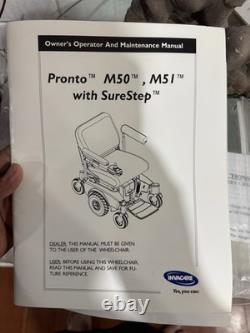 Owner's Operator And Maintenance Manual
Pronto™ M50™, M51™
with SureStep™
DEALER: THIS MANUAL MUST BE GIVEN
TO THE USER OF THE WHEELCHAIR.
USER: BEFORE USING THIS WHEELCHAIR,
READ THIS MANUAL AND SAVE FOR FU-
TURE REFERENCE.
INVACARE
Yes, you can.
©ebay